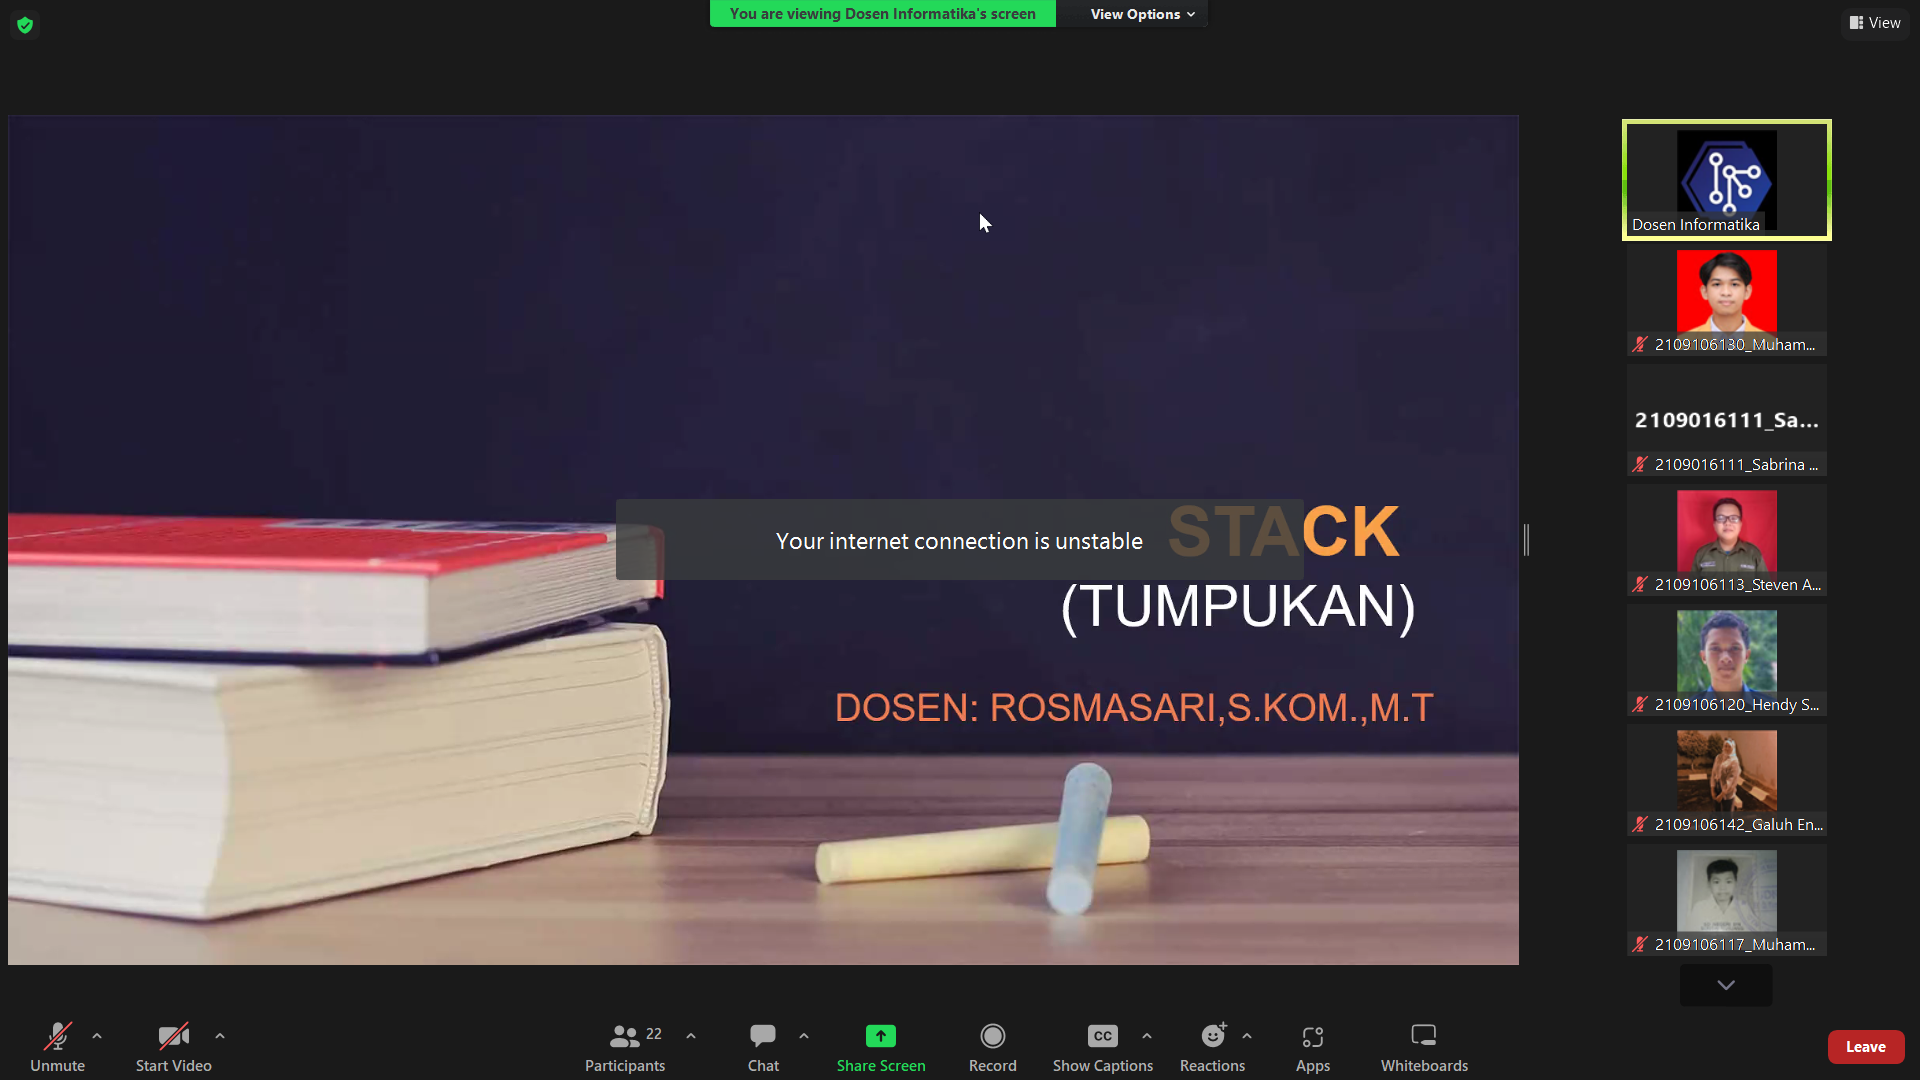 You are viewing Dosen Informatika's screen
View Options
View
Dosen Informatika
2109106130_Muham...
2109016111_Sa...
2109016111_Sabrina ...
2109106113_Steven A...
2109106120_Hendy S...
2109106142_Galuh En...
2109106117_Muham...
Your internet connection is unstable
STACK
(TUMPUKAN)
DOSEN: ROSMASARI,S.KOM.,M.T
Unmute
Start Video
22
Participants
Chat
Share Screen
Record
CC
Show Captions
Reactions
Apps
Whiteboards
Leave